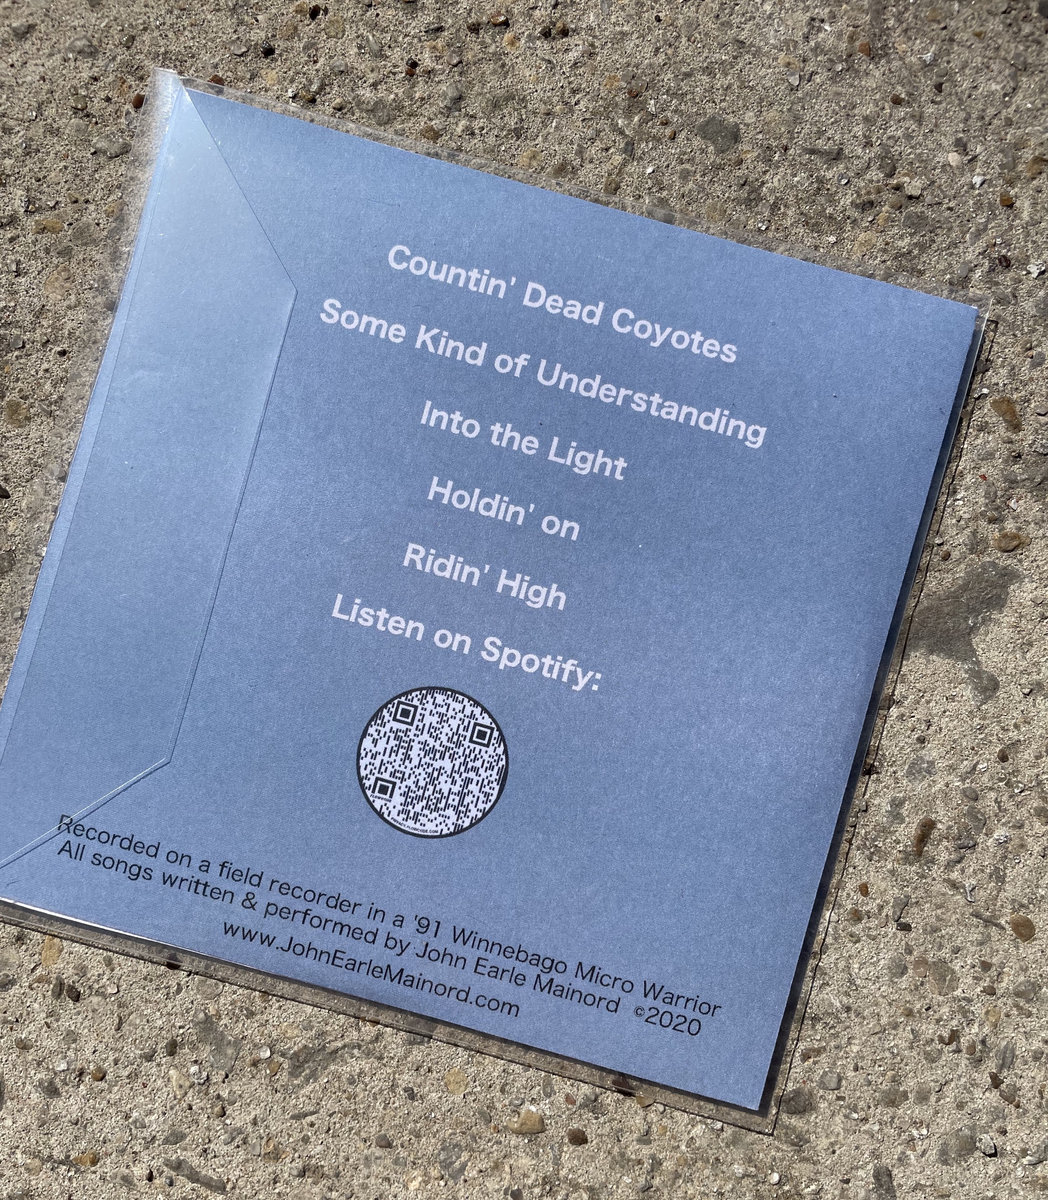 Countin' Dead Coyotes
Some Kind of Understanding
Into the Light
Holdin' on
Ridin' High
Listen on Spotify:
Recorded on a field recorder in a '91 Winnebago Micro Warrior
All songs written & performed by John Earle Mainord ©2020
www.JohnEarleMainord.com